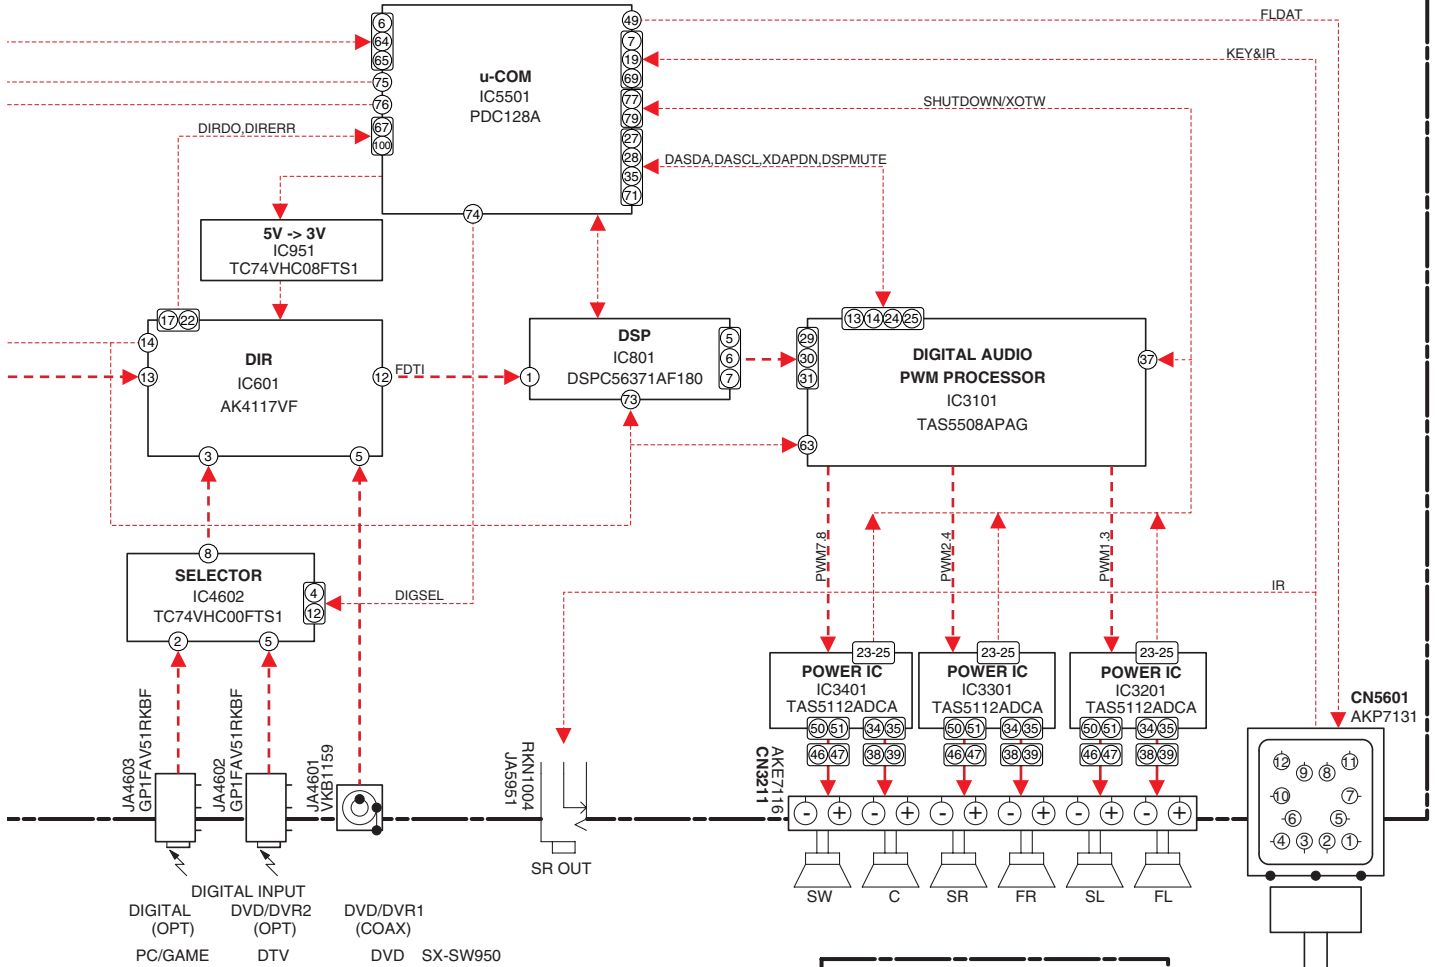 FLDAT
KEY&IR
SHUTDOWN/XOTW
DASDA,DASCL,XDAPDN,DSPMUTE
DIRDO,DIRERR
6
64
65
75
76
67
100
u-COM
IC5501
PDC128A
49
7
19
69
77
79
27
28
35
71
74
5V -> 3V
IC951
TC74VHC08FTS1
17 22
14
13
DIR
IC601
AK4117VF
12
FDTI
3
5
1
DSP
IC801
DSPC56371AF180
5
6
7
73
13 14 24 25
29
30
31
63
DIGITAL AUDIO
PWM PROCESSOR
IC3101
TAS5508APAG
37
8
SELECTOR
IC4602
TC74VHC00FTS1
4
12
2
5
DIGSEL
PWM7.8
PWM2.4
PWM1.3
IR
23-25
POWER IC
IC3401
TAS5112ADCA
50 51
34 35
46 47
38 39
23-25
POWER IC
IC3301
TAS5112ADCA
50 51
34 35
46 47
38 39
23-25
POWER IC
IC3201
TAS5112ADCA
50 51
34 35
46 47
38 39
CN5601
AKP7131
12
9
8
11
10
7
6
5
4
3
2
1
JA4603
GP1FAV51RKBF
JA4602
GP1FAV51RKBF
JA4601
VKB1159
RKN1004
JA5951
AKE7116
CN3211
- + - + - + - + - + - +
SR OUT
SW
C
SR
FR
SL
FL
DIGITAL INPUT
DIGITAL
(OPT)
DVD/DVR2
(OPT)
DVD/DVR1
(COAX)
PC/GAME
DTV
DVD
SX-SW950